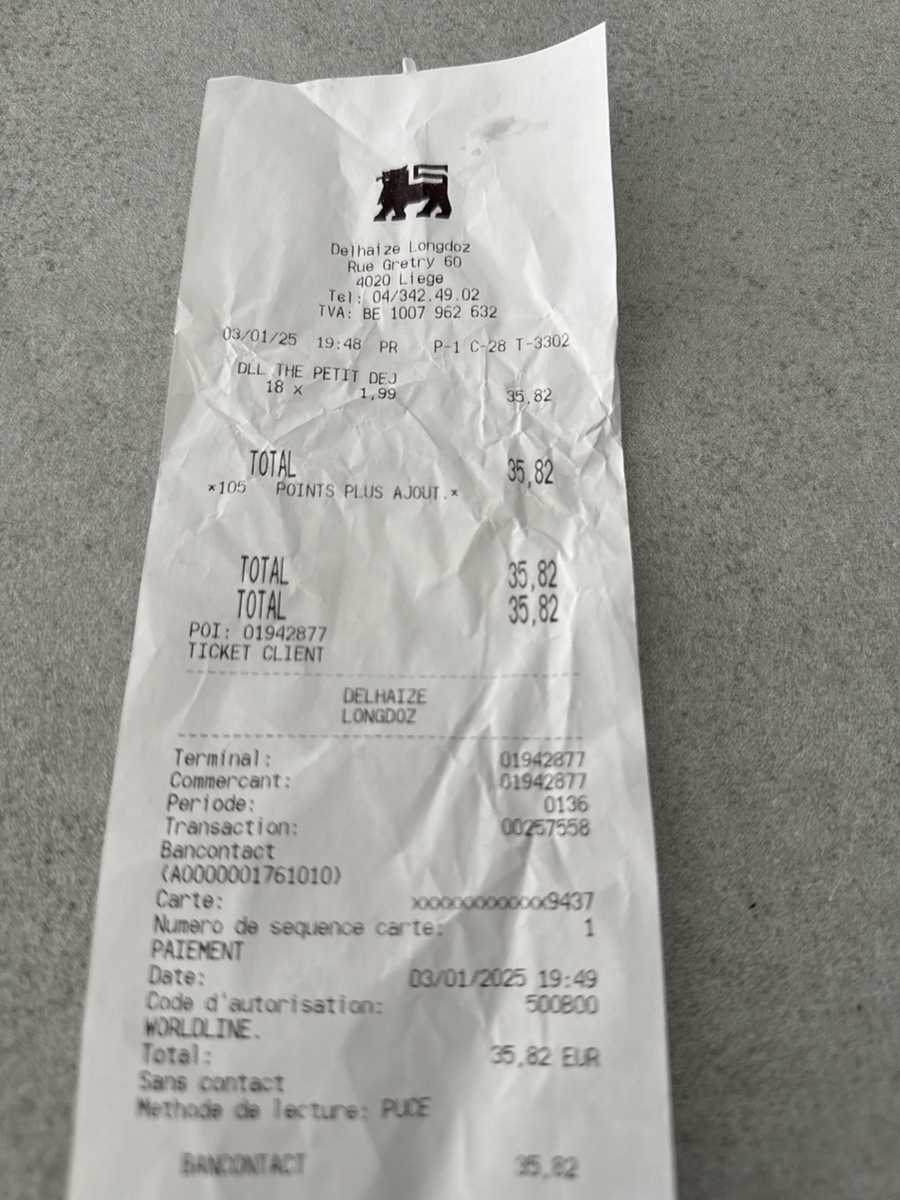 Delhaize Longdoz
Rue Gretry 60
4020 Liege
Tel: 04/342.49.02
TVA: BE 1007 962 632
03/01/25 19:48 PR P-1 C-28 T-3302
DLL THE PETIT DEJ
18 x 1,99 35,82
TOTAL 35,82
*105 POINTS PLUS AJOUT.*
TOTAL 35,82
TOTAL 35,82
POI: 01942877
TICKET CLIENT
DELHAIZE
LONGDOZ
Terminal: 01942877
Commercant: 01942877
Periode: 0136
Transaction: 00257558
Bancontact
(A0000001761010)
Carte: xxxxxxxxxxxxx9437
Numero de sequence carte: 1
PAIEMENT
Date: 03/01/2025 19:49
Code d'autorisation: 500800
WORLDLINE.
Total: 35,82 EUR
Sans contact
Methode de lecture: PUCE
BANCONTACT 35,82